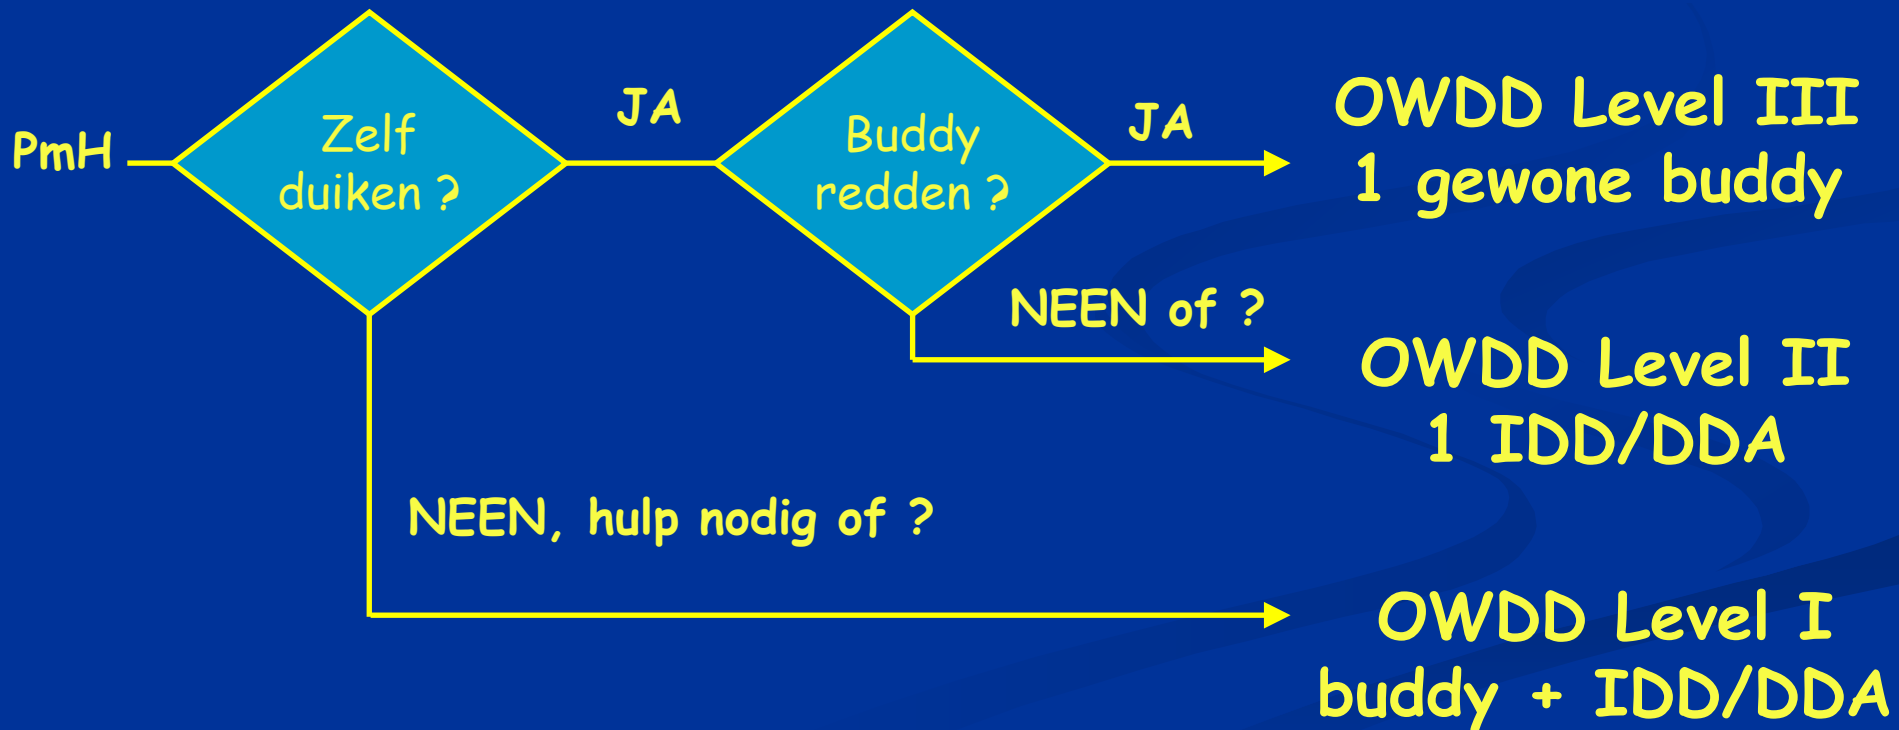 PmH
Zelf
duiken ?
JA
Buddy
redden ?
JA
OWDD Level III
1 gewone buddy
NEEN of ?
OWDD Level II
1 IDD/DDA
NEEN, hulp nodig of ?
OWDD Level I
buddy + IDD/DDA